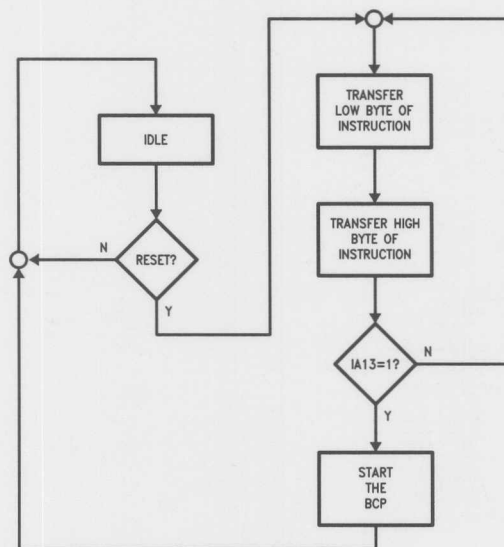 IDLE
N
RESET?
Y
TRANSFER
LOW BYTE OF
INSTRUCTION
TRANSFER HIGH
BYTE OF
INSTRUCTION
IA13=1?
N
Y
START
THE
BCP